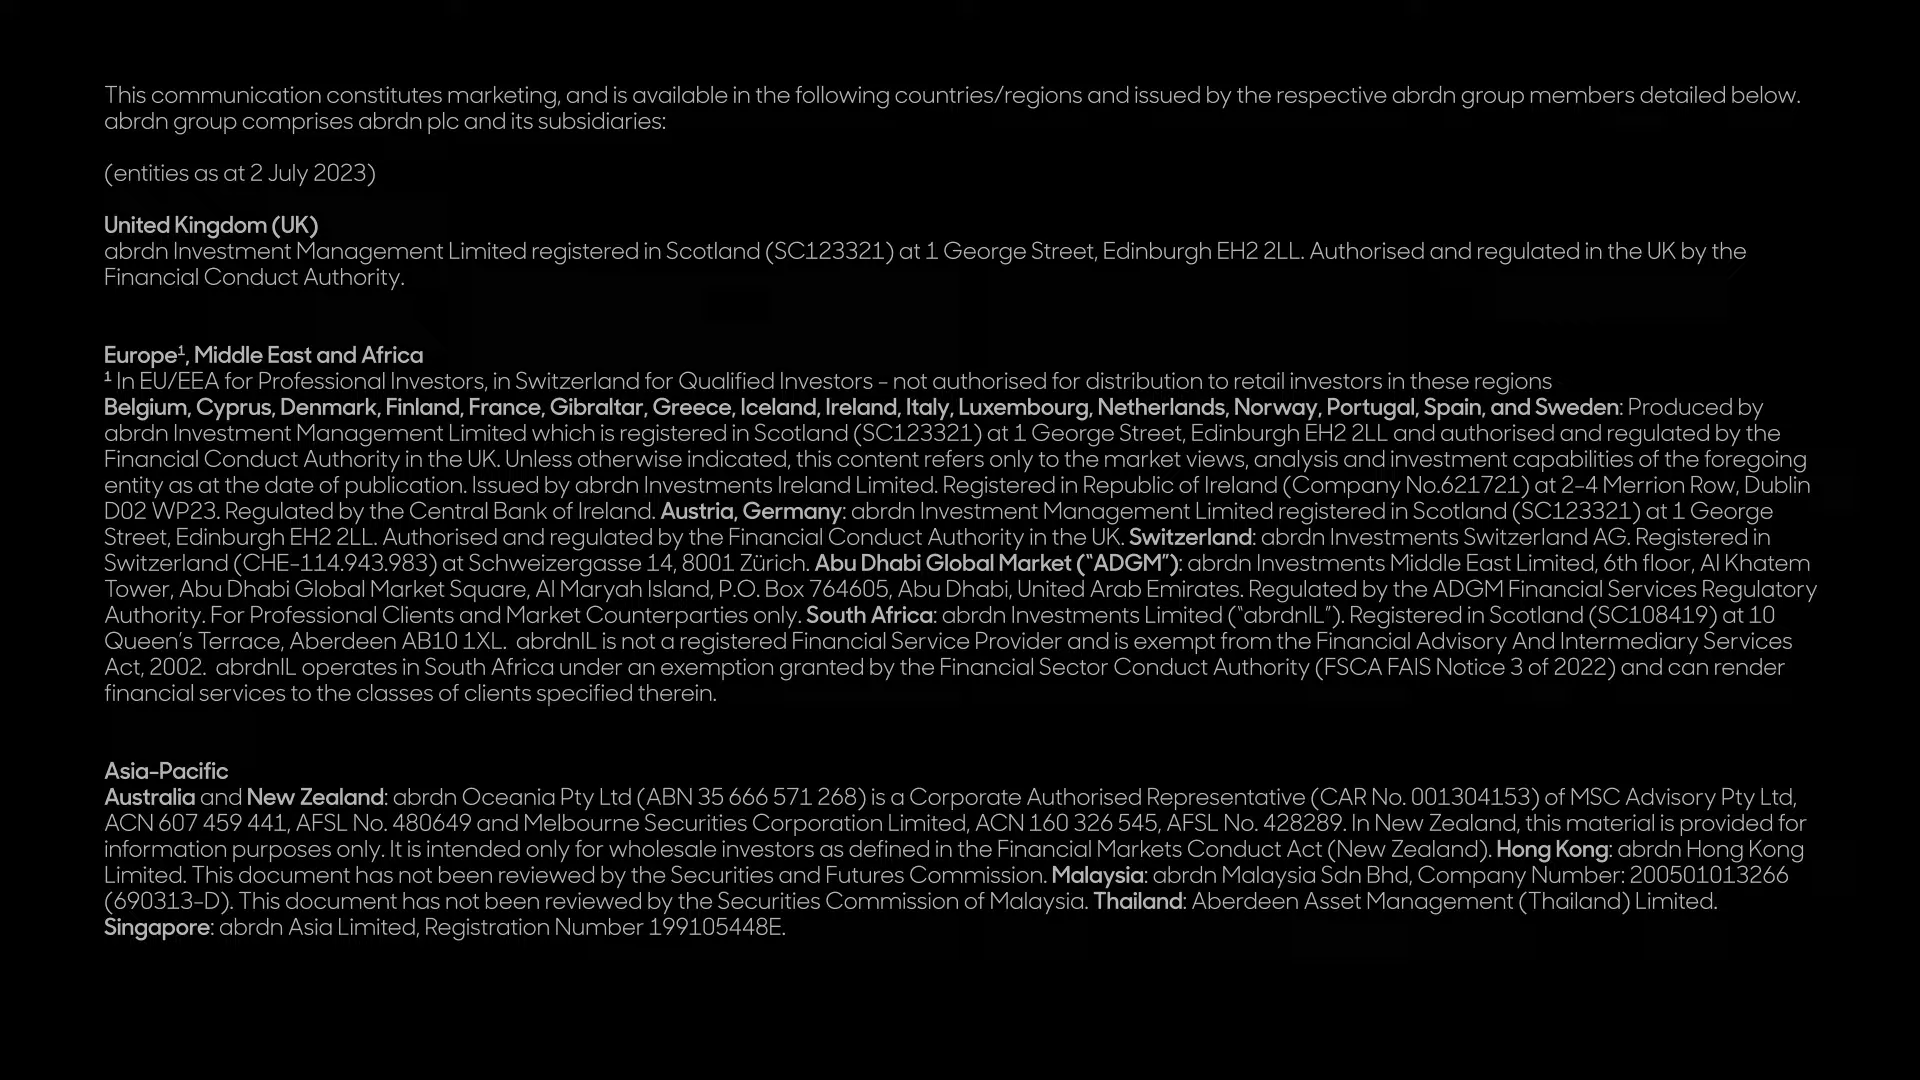 This communication constitutes marketing, and is available in the following countries/regions and issued by the respective abrdn group members detailed below.
abrdn group comprises abrdn plc and its subsidiaries:
(entities as at 2 July 2023)
United Kingdom (UK)
abrdn Investment Management Limited registered in Scotland (SC123321) at 1 George Street, Edinburgh EH2 2LL. Authorised and regulated in the UK by the
Financial Conduct Authority.
Europe¹, Middle East and Africa
¹ In EU/EEA for Professional Investors, in Switzerland for Qualified Investors – not authorised for distribution to retail investors in these regions
Belgium, Cyprus, Denmark, Finland, France, Gibraltar, Greece, Iceland, Ireland, Italy, Luxembourg, Netherlands, Norway, Portugal, Spain, and Sweden: Produced by
abrdn Investment Management Limited which is registered in Scotland (SC123321) at 1 George Street, Edinburgh EH2 2LL and authorised and regulated by the
Financial Conduct Authority in the UK. Unless otherwise indicated, this content refers only to the market views, analysis and investment capabilities of the foregoing
entity as at the date of publication. Issued by abrdn Investments Ireland Limited. Registered in Republic of Ireland (Company No.621721) at 2-4 Merrion Row, Dublin
D02 WP23. Regulated by the Central Bank of Ireland. Austria, Germany: abrdn Investment Management Limited registered in Scotland (SC123321) at 1 George
Street, Edinburgh EH2 2LL. Authorised and regulated by the Financial Conduct Authority in the UK. Switzerland: abrdn Investments Switzerland AG. Registered in
Switzerland (CHE-114.943.983) at Schweizergasse 14, 8001 Zürich. Abu Dhabi Global Market (“ADGM”): abrdn Investments Middle East Limited, 6th floor, Al Khatem
Tower, Abu Dhabi Global Market Square, Al Maryah Island, P.O. Box 764605, Abu Dhabi, United Arab Emirates. Regulated by the ADGM Financial Services Regulatory
Authority. For Professional Clients and Market Counterparties only. South Africa: abrdn Investments Limited (“abrdnIL”). Registered in Scotland (SC108419) at 10
Queen’s Terrace, Aberdeen AB10 1XL. abrdnIL is not a registered Financial Service Provider and is exempt from the Financial Advisory And Intermediary Services
Act, 2002. abrdnIL operates in South Africa under an exemption granted by the Financial Sector Conduct Authority (FSCA FAIS Notice 3 of 2022) and can render
financial services to the classes of clients specified therein.
Asia-Pacific
Australia and New Zealand: abrdn Oceania Pty Ltd (ABN 35 666 571 268) is a Corporate Authorised Representative (CAR No. 001304153) of MSC Advisory Pty Ltd,
ACN 607 459 441, AFSL No. 480649 and Melbourne Securities Corporation Limited, ACN 160 326 545, AFSL No. 428289. In New Zealand, this material is provided for
information purposes only. It is intended only for wholesale investors as defined in the Financial Markets Conduct Act (New Zealand). Hong Kong: abrdn Hong Kong
Limited. This document has not been reviewed by the Securities and Futures Commission. Malaysia: abrdn Malaysia Sdn Bhd, Company Number: 200501013266
(690313-D). This document has not been reviewed by the Securities Commission of Malaysia. Thailand: Aberdeen Asset Management (Thailand) Limited.
Singapore: abrdn Asia Limited, Registration Number 199105448E.